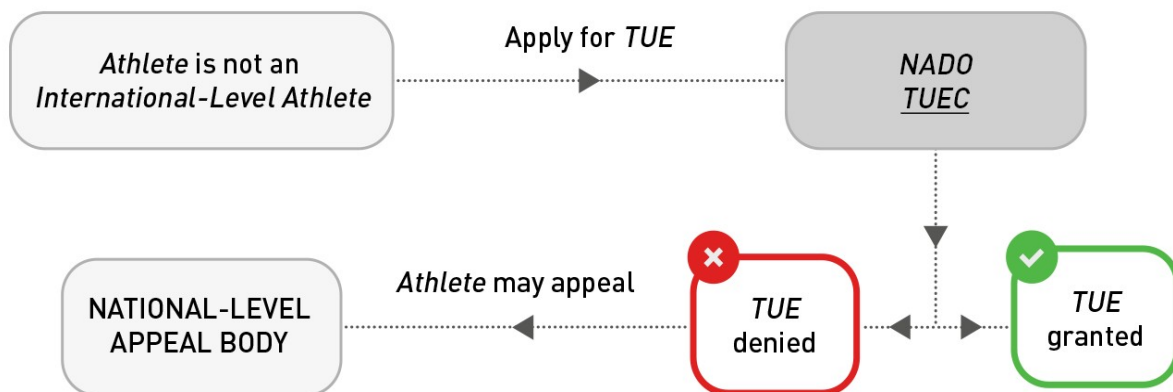 Athlete is not an
International-Level Athlete
Apply for TUE
NADO
TUEC
NATIONAL-LEVEL
APPEAL BODY
Athlete may appeal
TUE
denied
TUE
granted